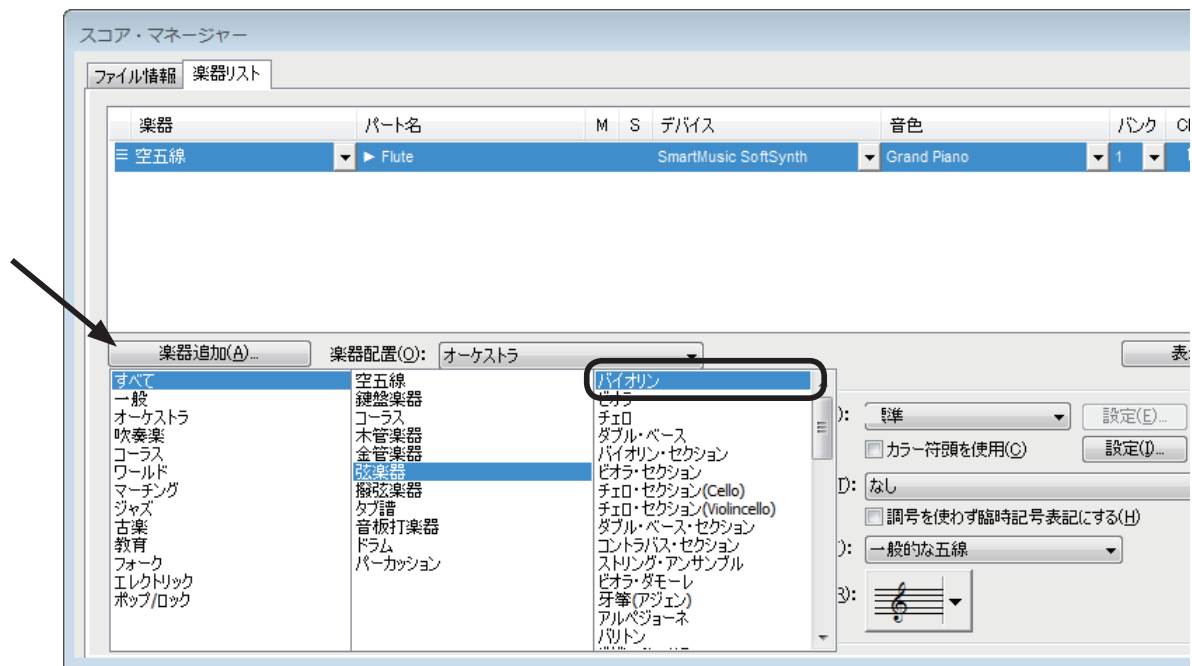 スコア・マネージャー
ファイル情報 楽器リスト
楽器 パート名 M S デバイス 音色 バンク
空五線 ► Flute SmartMusic SoftSynth Grand Piano 1
楽器追加(A)... 楽器配置(O): オーケストラ
すべて 空五線 バイオリン
一般 鍵盤楽器 ビオラ
オーケストラ コーラス チェロ
吹奏楽 木管楽器 ダブル・ベース
コーラス 金管楽器 バイオリン・セクション
ワールド 弦楽器 ビオラ・セクション
マーチング 撥弦楽器 チェロ・セクション(Cello)
ジャズ タブ譜 チェロ・セクション(Violincello)
古楽 音板打楽器 ダブル・ベース・セクション
教育 ドラム コントラバス・セクション
フォーク パーカッション ストリング・アンサンブル
エレクトリック ビオラ・ダモーレ
ポップ/ロック 牙箏(アジェン)
アルペジョーネ
バリトン
設定(E)...
カラー符頭を使用(C) 設定(I)...
なし
調号を使わず臨時記号表記にする(H)
一般的な五線